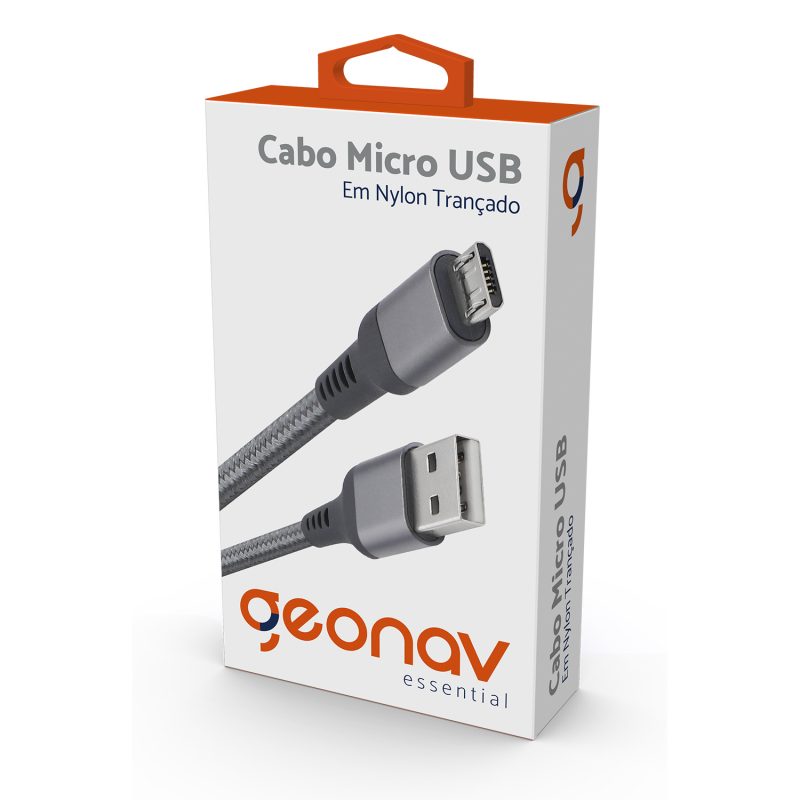 Cabo Micro USB
Em Nylon Trançado
geonav
essential
g
Cabo Micro USB
Em Nylon Trançado